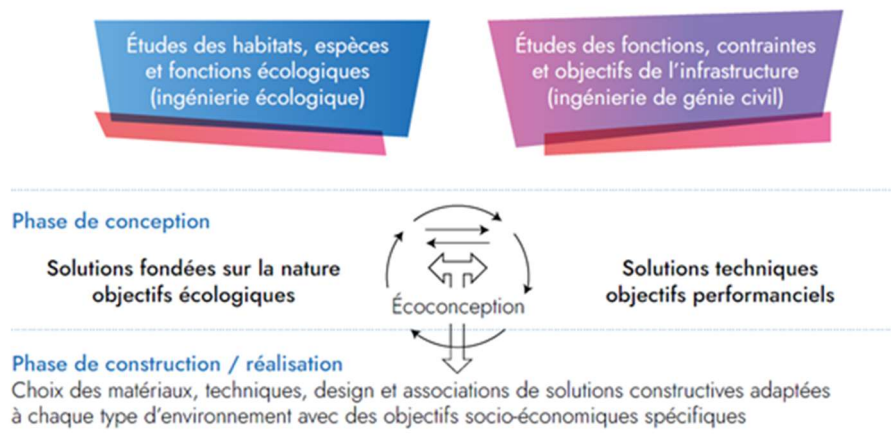 Études des habitats, espèces
et fonctions écologiques
(ingénierie écologique)
Études des fonctions, contraintes
et objectifs de l'infrastructure
(ingénierie de génie civil)
Phase de conception
Solutions fondées sur la nature
objectifs écologiques
Écoconception
Solutions techniques
objectifs performanciels
Phase de construction / réalisation
Choix des matériaux, techniques, design et associations de solutions constructives adaptées
à chaque type d'environnement avec des objectifs socio-économiques spécifiques